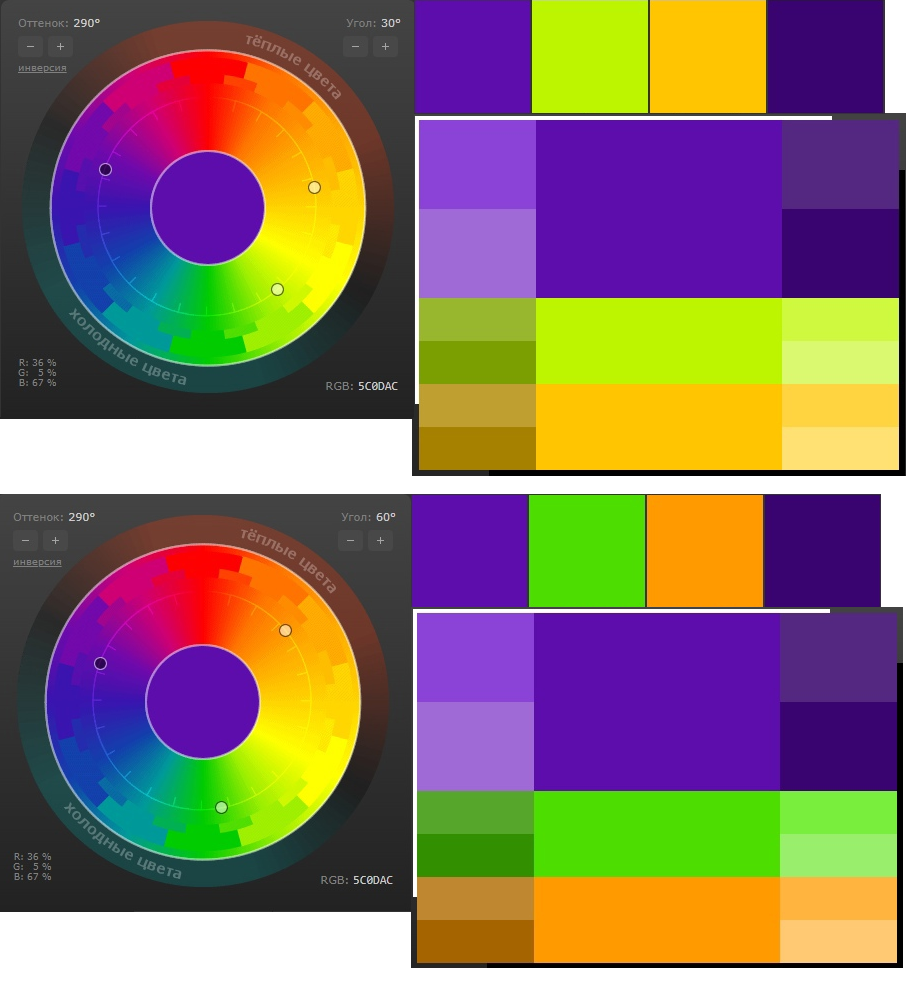 Оттенок: 290°
Угол: 30°
− +
− +
инверсия
тёплые цвета
холодные цвета
R: 36 %
G: 5 %
B: 67 %
RGB: 5C0DAC
Оттенок: 290°
Угол: 60°
− +
− +
инверсия
тёплые цвета
холодные цвета
R: 36 %
G: 5 %
B: 67 %
RGB: 5C0DAC